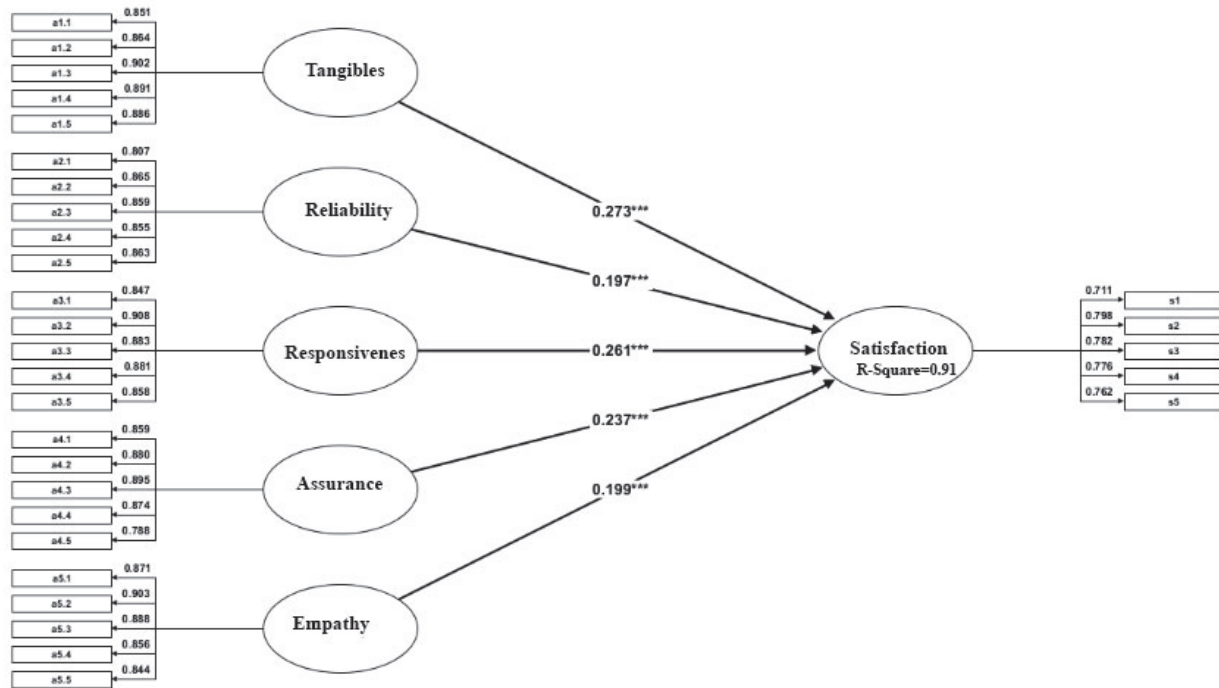 a1.1 0.851
a1.2 0.864
a1.3 0.902
a1.4 0.891
a1.5 0.886
Tangibles
0.273***
a2.1 0.807
a2.2 0.865
a2.3 0.859
a2.4 0.855
a2.5 0.863
Reliability
0.197***
a3.1 0.847
a3.2 0.908
a3.3 0.883
a3.4 0.881
a3.5 0.858
Responsivenes
0.261***
a4.1 0.859
a4.2 0.880
a4.3 0.895
a4.4 0.874
a4.5 0.788
Assurance
0.237***
a5.1 0.871
a5.2 0.903
a5.3 0.888
a5.4 0.856
a5.5 0.844
Empathy
0.199***
Satisfaction
R-Square=0.91
0.711 s1
0.798 s2
0.782 s3
0.776 s4
0.762 s5